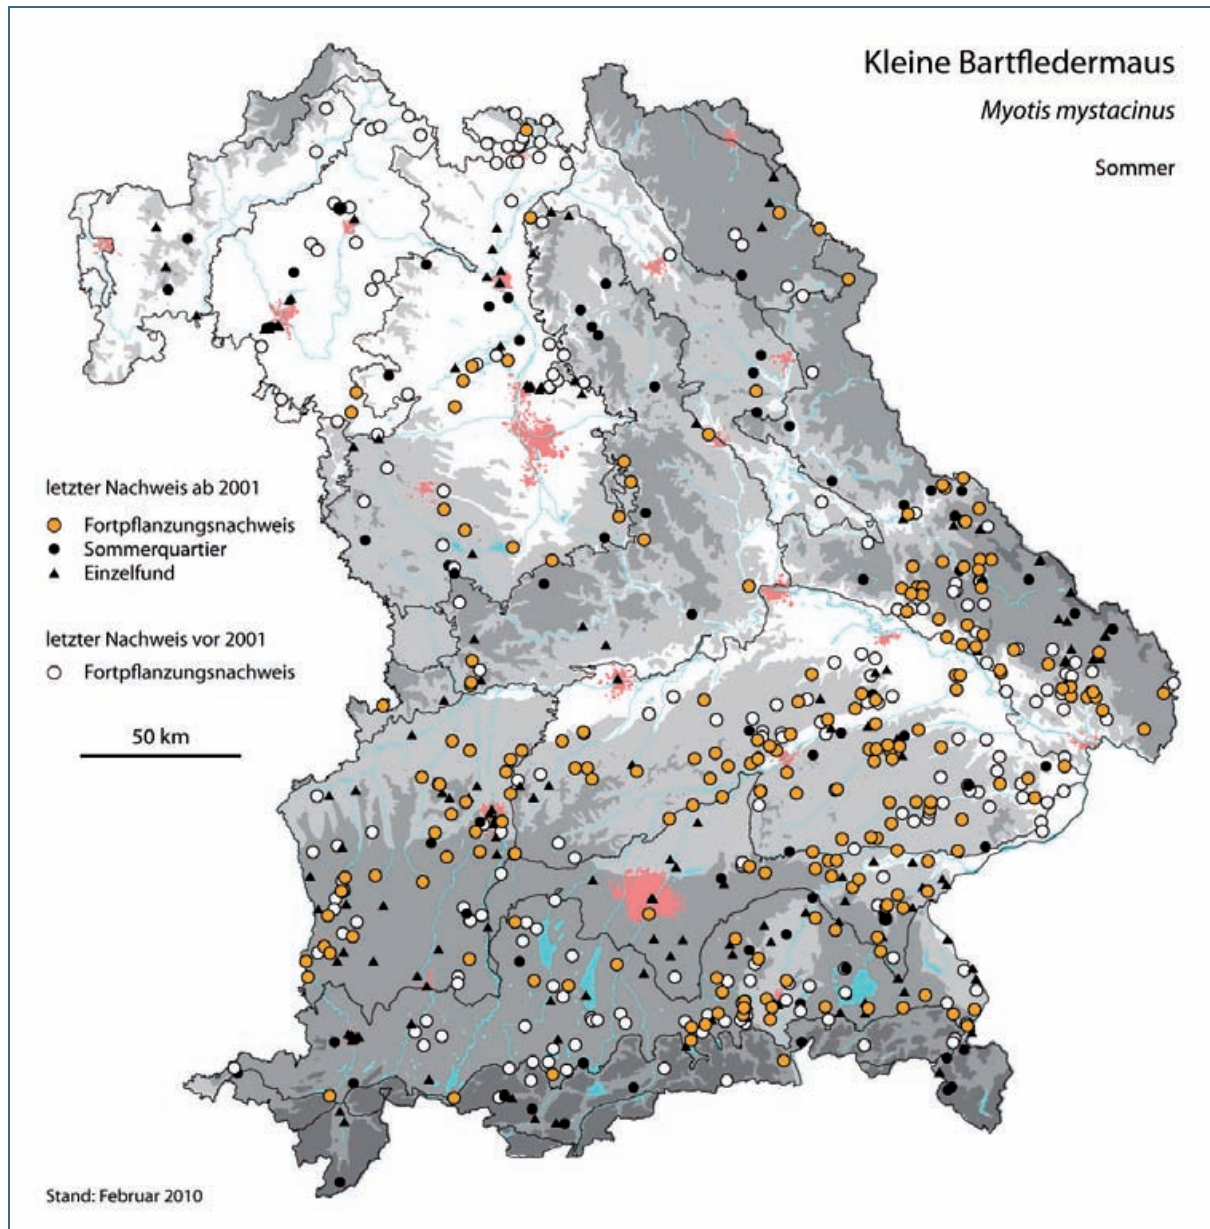 Kleine Bartfledermaus
Myotis mystacinus
Sommer
letzter Nachweis ab 2001
Fortpflanzungsnachweis
Sommerquartier
Einzelfund
letzter Nachweis vor 2001
Fortpflanzungsnachweis
50 km
Stand: Februar 2010